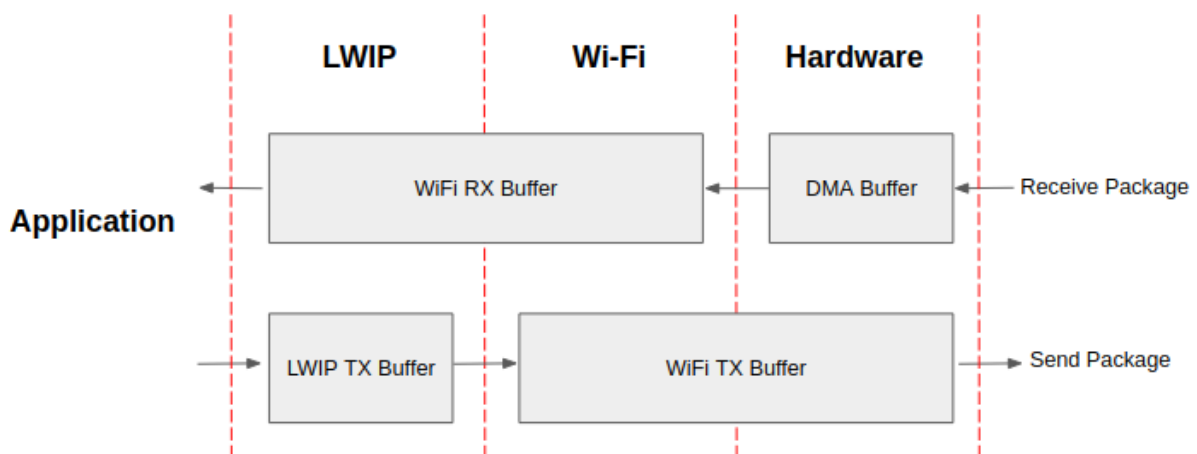 LWIP
Wi-Fi
Hardware
WiFi RX Buffer
DMA Buffer
Receive Package
Application
LWIP TX Buffer
WiFi TX Buffer
Send Package